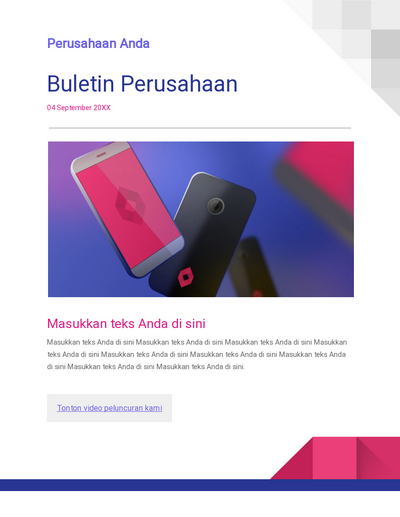 Perusahaan Anda
Buletin Perusahaan
04 September 20XX
Masukkan teks Anda di sini
Masukkan teks Anda di sini Masukkan teks Anda di sini Masukkan teks Anda di sini Masukkan
teks Anda di sini Masukkan teks Anda di sini Masukkan teks Anda di sini Masukkan teks Anda
di sini Masukkan teks Anda di sini Masukkan teks Anda di sini.
Tonton video peluncuran kami